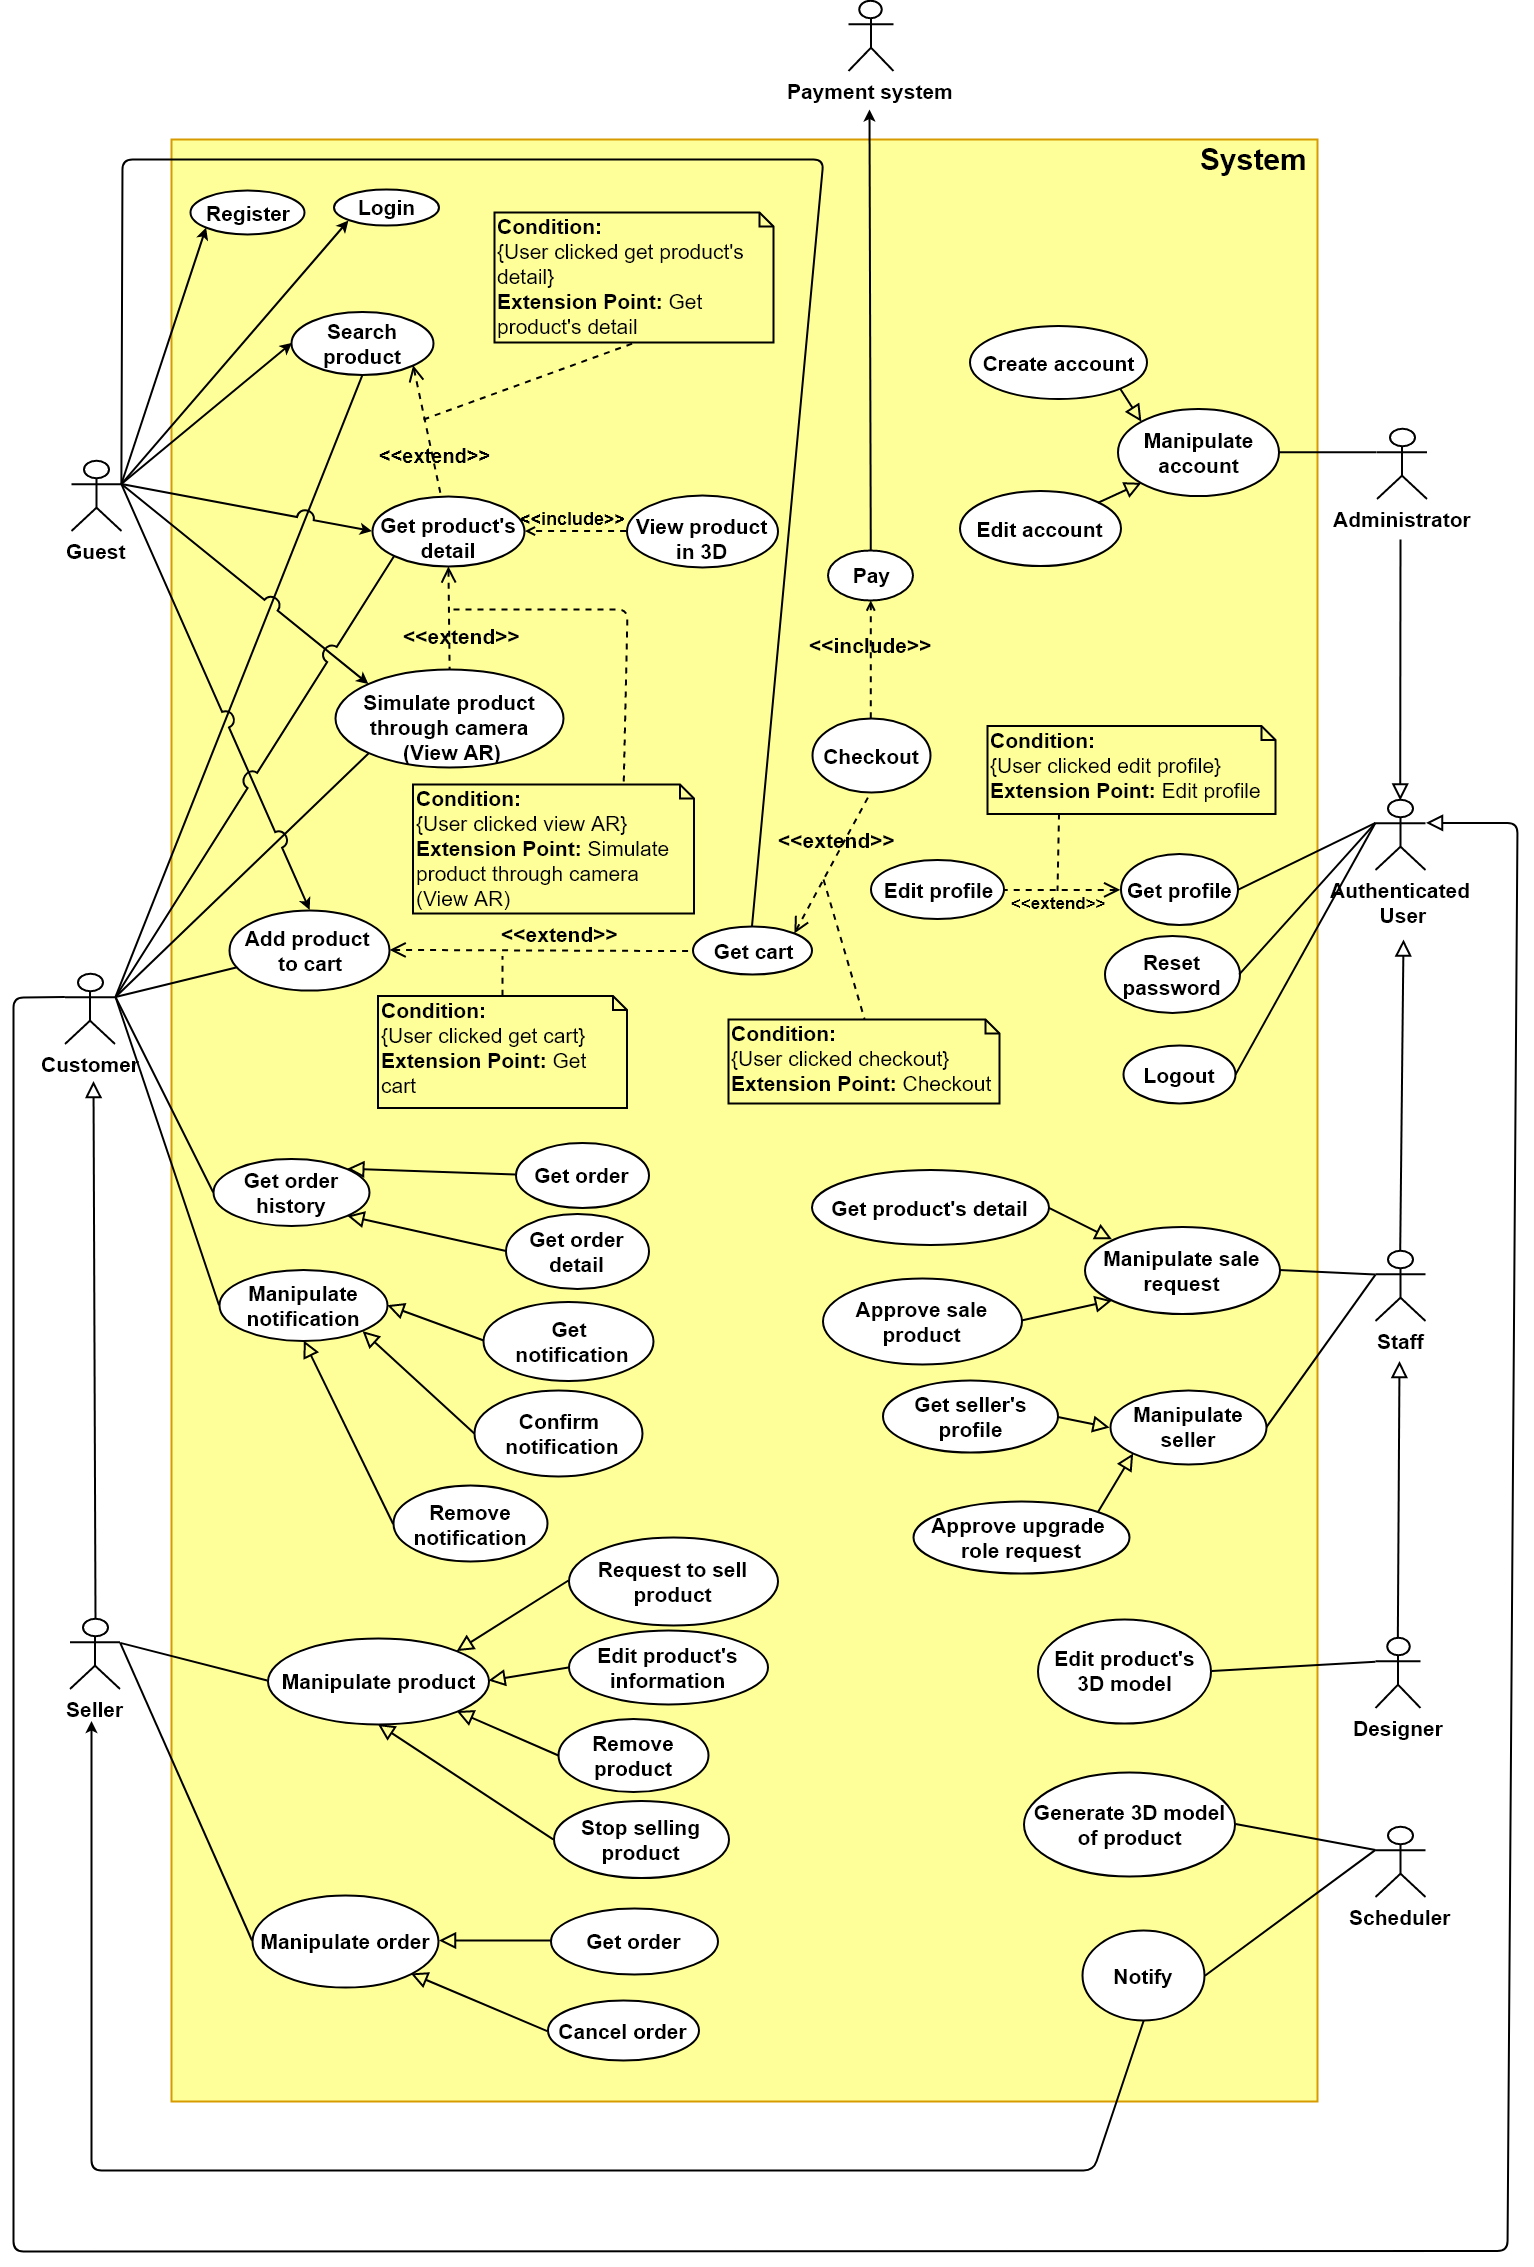 Payment system
System
Register
Login
Condition:
{User clicked get product's
detail}
Extension Point: Get
product's detail
Search
product
Create account
Manipulate
account
<<extend>>
Guest
Administrator
Get product's
detail
<<include>>
View product
in 3D
Edit account
Pay
<<extend>>
<<include>>
Simulate product
through camera
(View AR)
Checkout
Condition:
{User clicked edit profile}
Extension Point: Edit profile
Condition:
{User clicked view AR}
Extension Point: Simulate
product through camera
(View AR)
<<extend>>
Edit profile
<<extend>>
Get profile
Authenticated
User
Add product
to cart
<<extend>>
Get cart
Reset
password
Customer
Condition:
{User clicked get cart}
Extension Point: Get
cart
Condition:
{User clicked checkout}
Extension Point: Checkout
Logout
Get order
history
Get order
Get order
detail
Get product's detail
Manipulate sale
request
Manipulate
notification
Get
notification
Approve sale
product
Staff
Confirm
notification
Get seller's
profile
Manipulate
seller
Remove
notification
Approve upgrade
role request
Request to sell
product
Seller
Manipulate product
Edit product's
information
Edit product's
3D model
Designer
Remove
product
Stop selling
product
Generate 3D model
of product
Scheduler
Manipulate order
Get order
Notify
Cancel order